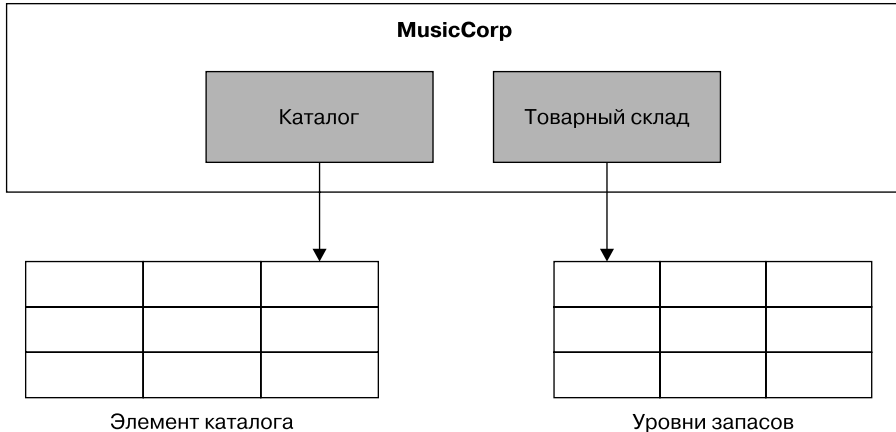 MusicCorp
Каталог
Товарный склад
Элемент каталога
Уровни запасов